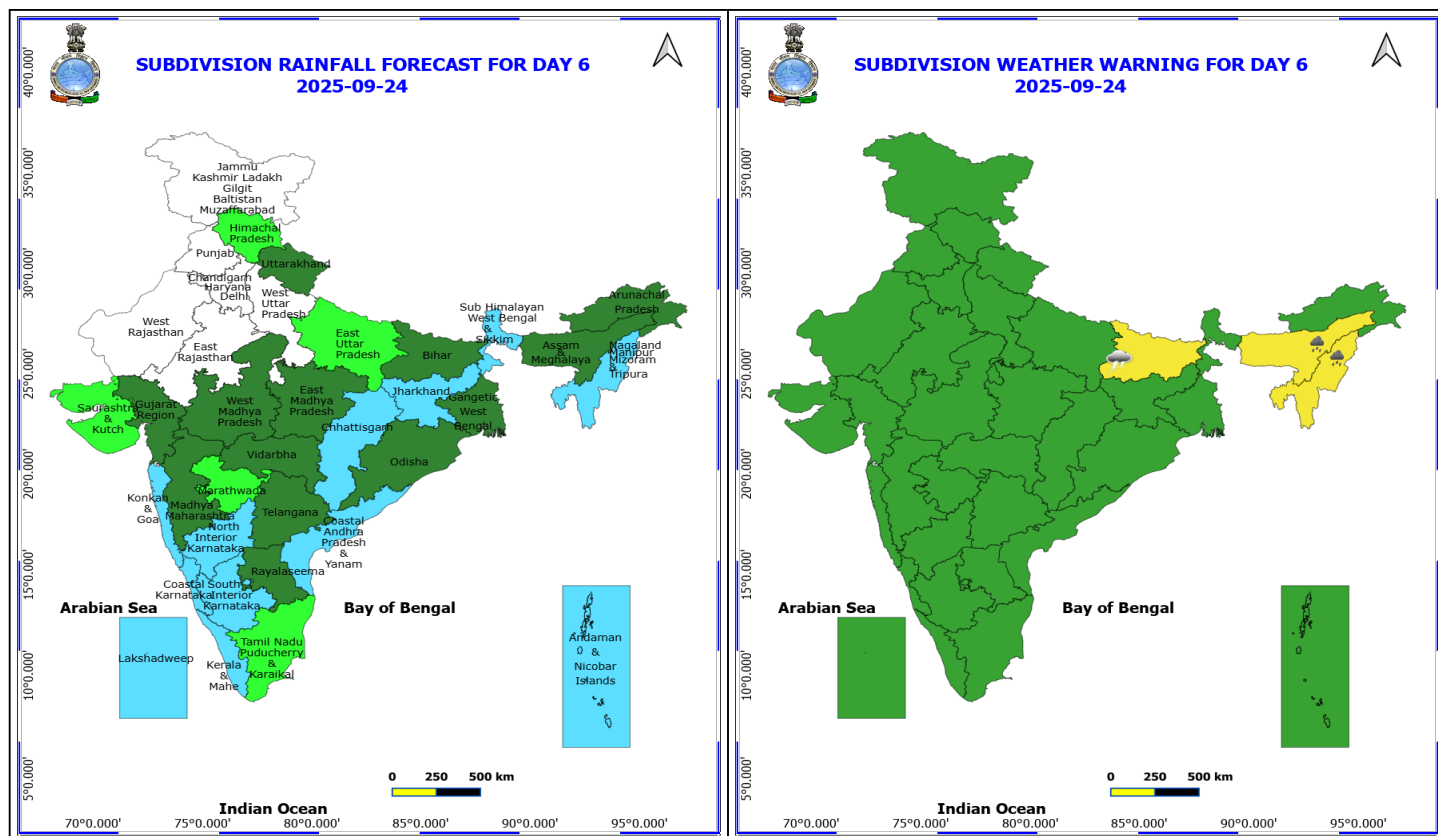 SUBDIVISION RAINFALL FORECAST FOR DAY 6
2025-09-24
40°0.000'
35°0.000'
30°0.000'
25°0.000'
20°0.000'
15°0.000'
10°0.000'
5°0.000'
Jammu
Kashmir Ladakh
Gilgit
Baltistan
Muzaffarabad
Himachal
Pradesh
Punjab
Uttarakhand
Chandigarh
Haryana
Delhi
West
Uttar
Pradesh
West
Rajasthan
East
Rajasthan
East
Uttar
Pradesh
Bihar
Sub Himalayan
West Bengal
&
Sikkim
Arunachal
Pradesh
Assam
&
Meghalaya
Nagaland
Manipur
Mizoram
&
Tripura
Saurashtra
&
Kutch
Gujarat
Region
West
Madhya
Pradesh
East
Madhya
Pradesh
Jharkhand
Gangetic
West
Bengal
Chhattisgarh
Vidarbha
Odisha
Konkan
&
Goa
Madhya
Maharashtra
Marathwada
Telangana
North
Interior
Karnataka
Coastal
Andhra
Pradesh
&
Yanam
Rayalaseema
Coastal
Karnataka
South
Interior
Karnataka
Arabian Sea
Bay of Bengal
Lakshadweep
Kerala
&
Mahe
Tamil Nadu
Puducherry
&
Karaikal
Andaman
&
Nicobar
Islands
0 250 500 km
Indian Ocean
70°0.000' 75°0.000' 80°0.000' 85°0.000' 90°0.000' 95°0.000'
SUBDIVISION WEATHER WARNING FOR DAY 6
2025-09-24
40°0.000'
35°0.000'
30°0.000'
25°0.000'
20°0.000'
15°0.000'
10°0.000'
5°0.000'
Arabian Sea
Bay of Bengal
0 250 500 km
Indian Ocean
70°0.000' 75°0.000' 80°0.000' 85°0.000' 90°0.000' 95°0.000'